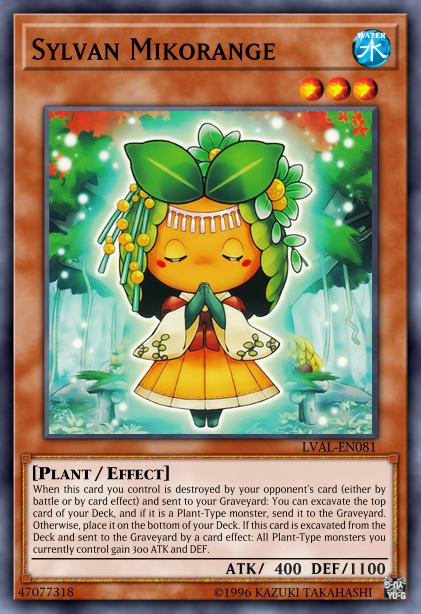 Sylvan Mikorange
WATER
水
LVAL-EN081
[Plant / Effect]
When this card you control is destroyed by your opponent's card (either by
battle or by card effect) and sent to your Graveyard: You can excavate the top
card of your Deck, and if it is a Plant-Type monster, send it to the Graveyard.
Otherwise, place it on the bottom of your Deck. If this card is excavated from the
Deck and sent to the Graveyard by a card effect: All Plant-Type monsters you
currently control gain 300 ATK and DEF.
ATK/ 400 DEF/1100
47077318
©1996 KAZUKI TAKAHASHI